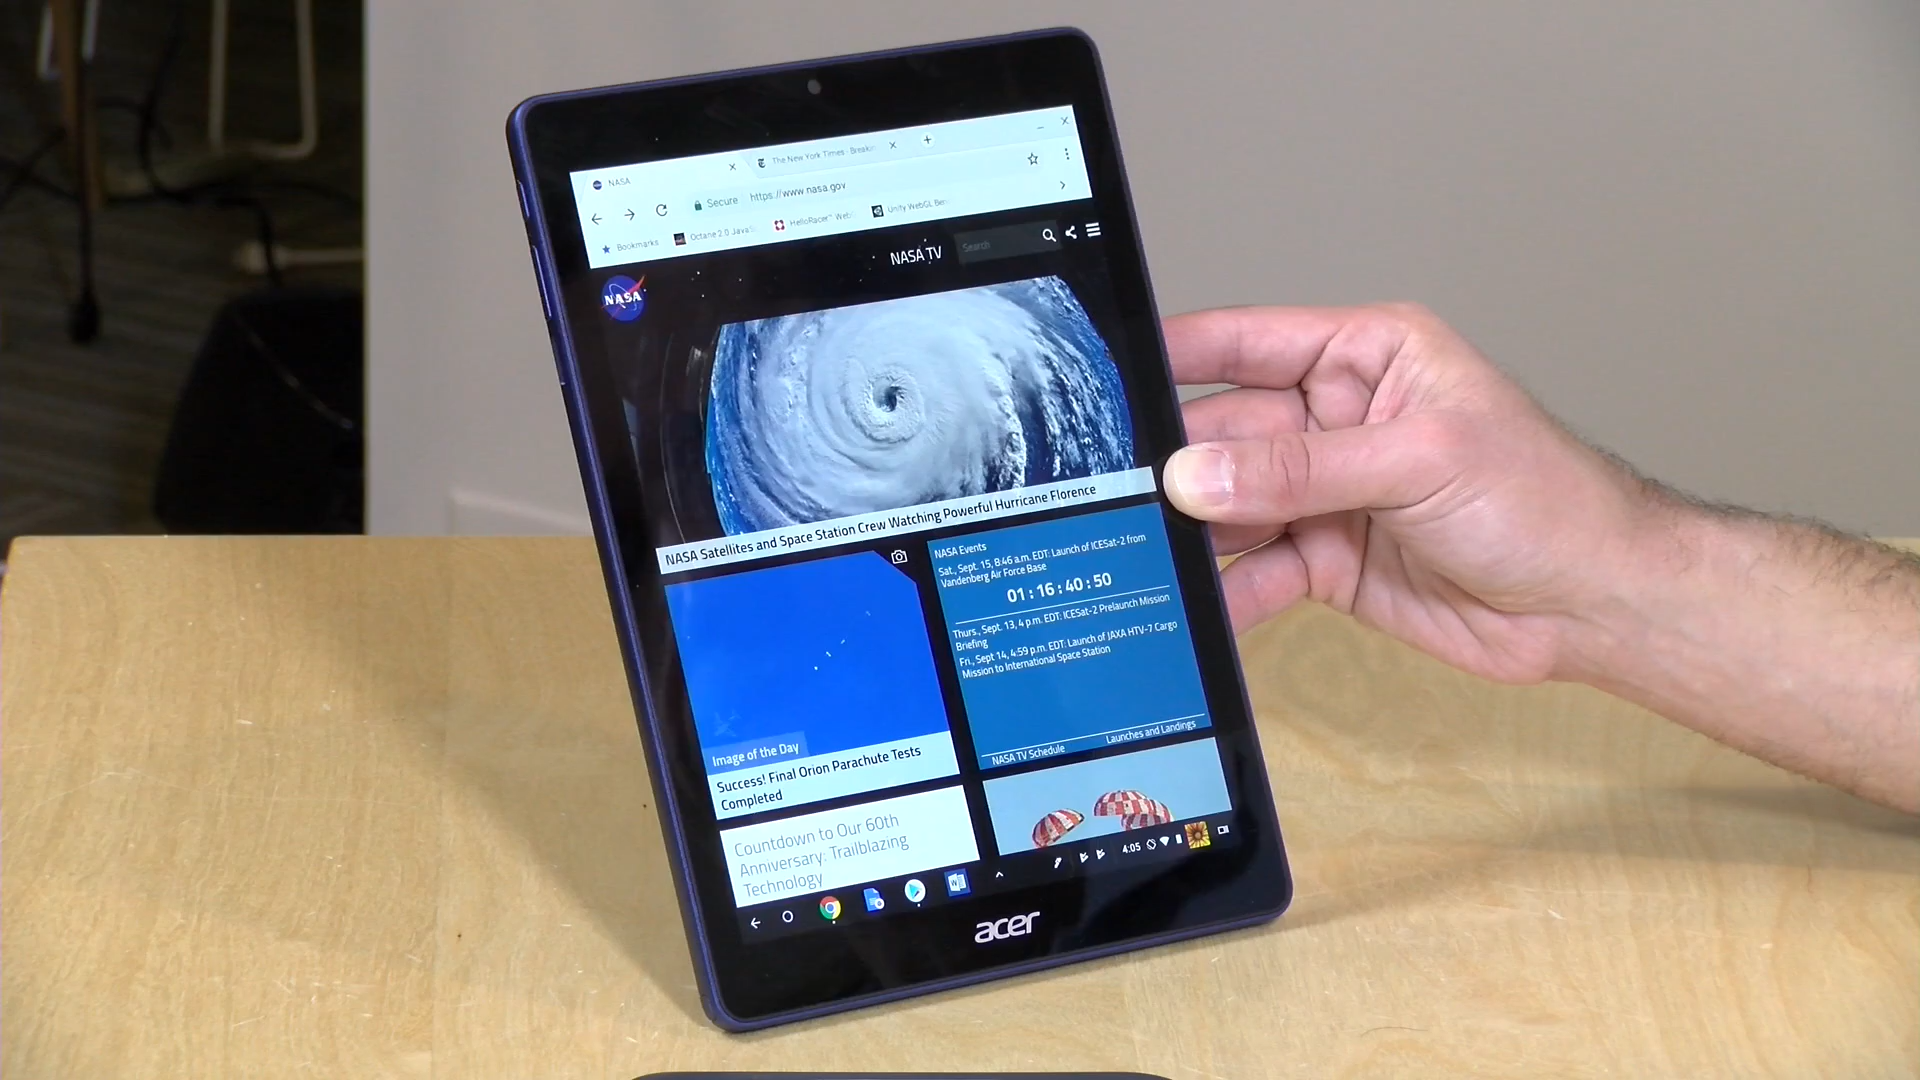 NASA
The New York Times - Breakin
Secure https://www.nasa.gov
Bookmarks
Octane 2.0 JavaS
HelloRacer™ Web
Unity WebGL Ben
NASA
NASA TV
Search
NASA Satellites and Space Station Crew Watching Powerful Hurricane Florence
Image of the Day
Success! Final Orion Parachute Tests
Completed
NASA Events
Sat., Sept. 15, 8:46 a.m. EDT: Launch of ICESat-2 from
Vandenberg Air Force Base
01 : 16 : 40 : 50
Thurs., Sept. 13, 4 p.m. EDT: ICESat-2 Prelaunch Mission
Briefing
Fri., Sept 14, 4:59 p.m. EDT: Launch of JAXA HTV-7 Cargo
Mission to International Space Station
NASA TV Schedule
Launches and Landings
Countdown to Our 60th
Anniversary: Trailblazing
Technology
W
4:05
acer